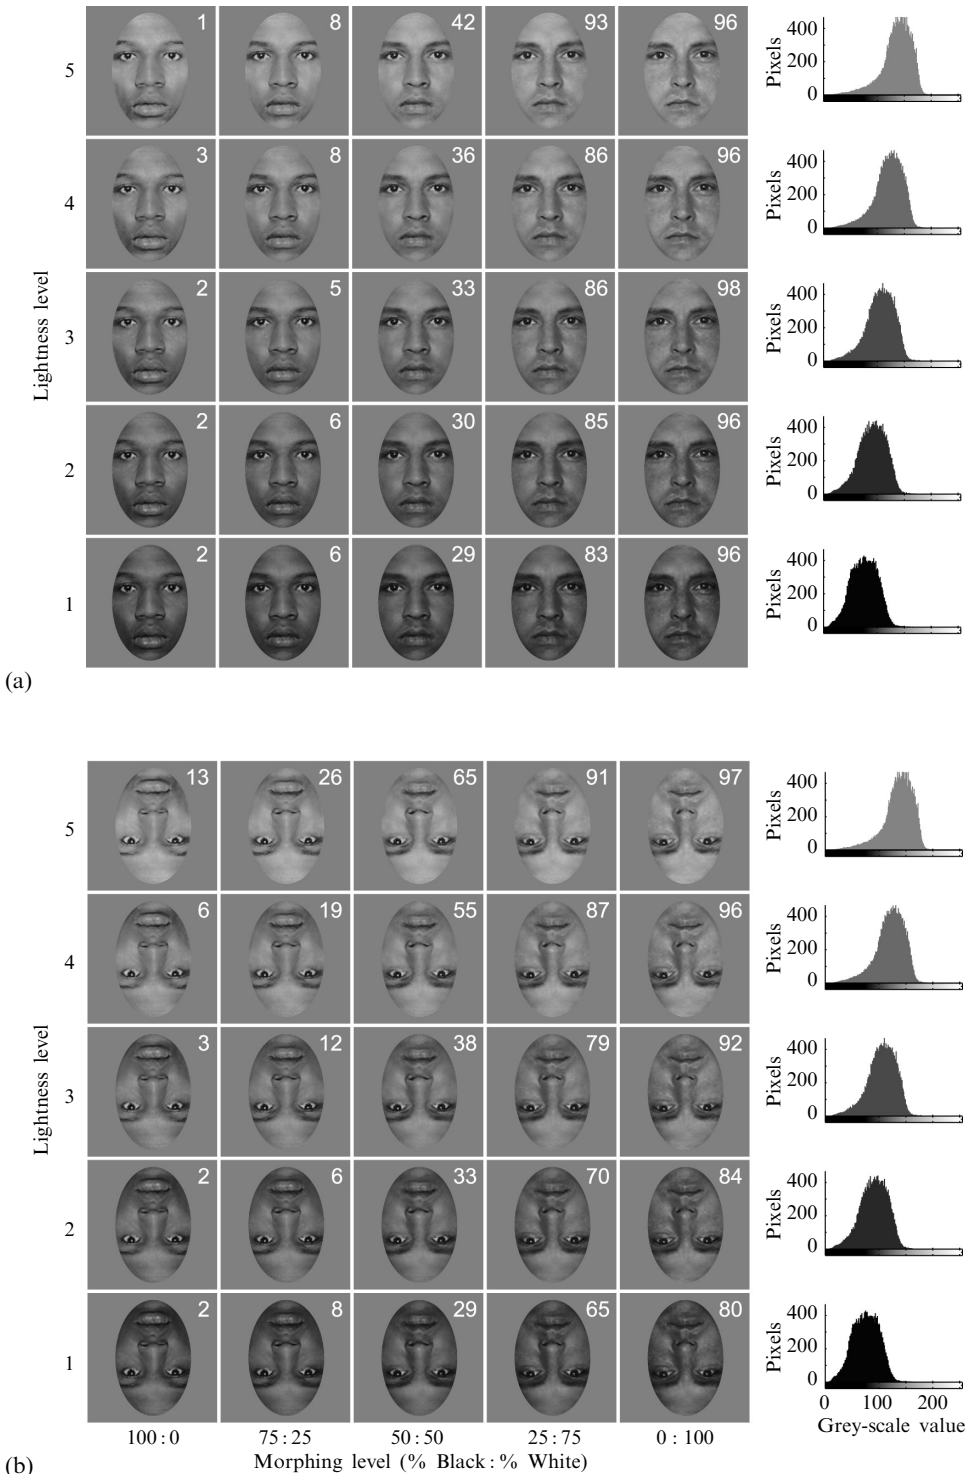 1 8 42 93 96
5
400
200
0
Pixels
3 8 36 86 96
4
400
200
0
Pixels
2 5 33 86 98
3
400
200
0
Pixels
Lightness level
2 6 30 85 96
2
400
200
0
Pixels
2 6 29 83 96
1
400
200
0
Pixels
(a)
13 26 65 91 97
5
400
200
0
Pixels
6 19 55 87 96
4
400
200
0
Pixels
3 12 38 79 92
3
400
200
0
Pixels
Lightness level
2 6 33 70 84
2
400
200
0
Pixels
2 8 29 65 80
1
400
200
0
Pixels
0 100 200
Grey-scale value
100 : 0 75 : 25 50 : 50 25 : 75 0 : 100
Morphing level (% Black : % White)
(b)